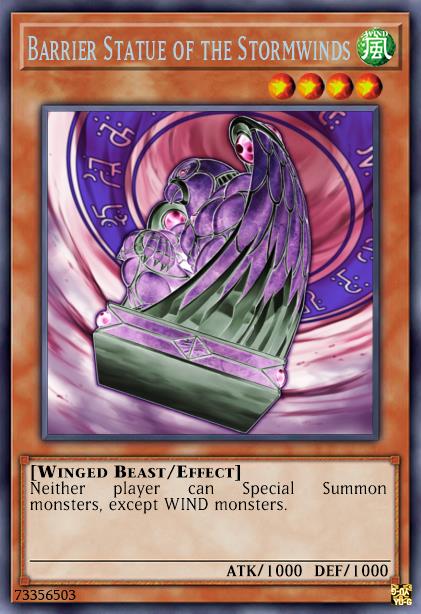 BARRIER STATUE OF THE STORMWINDS
WIND
風
[WINGED BEAST/EFFECT]
Neither player can Special Summon
monsters, except WIND monsters.
ATK/1000 DEF/1000
73356503